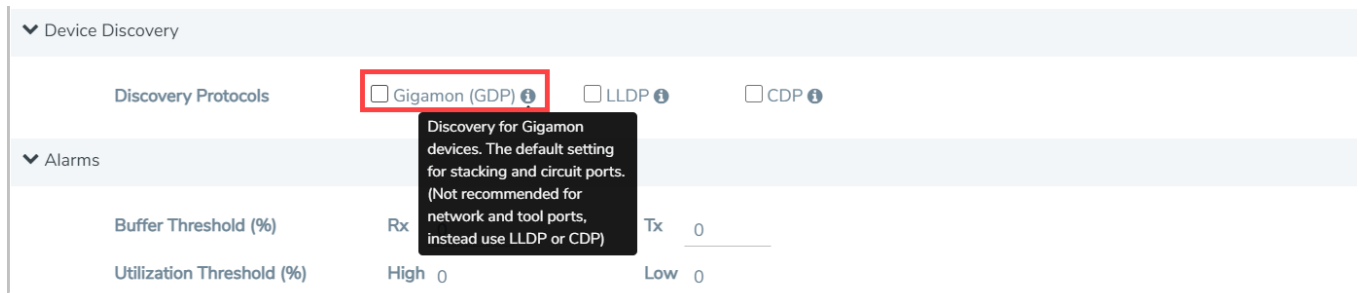 Device Discovery
Discovery Protocols Gigamon (GDP) LLDP CDP
Discovery for Gigamon
devices. The default setting
for stacking and circuit ports.
(Not recommended for
network and tool ports,
instead use LLDP or CDP)
Alarms
Buffer Threshold (%) Rx Tx 0
Utilization Threshold (%) High 0 Low 0